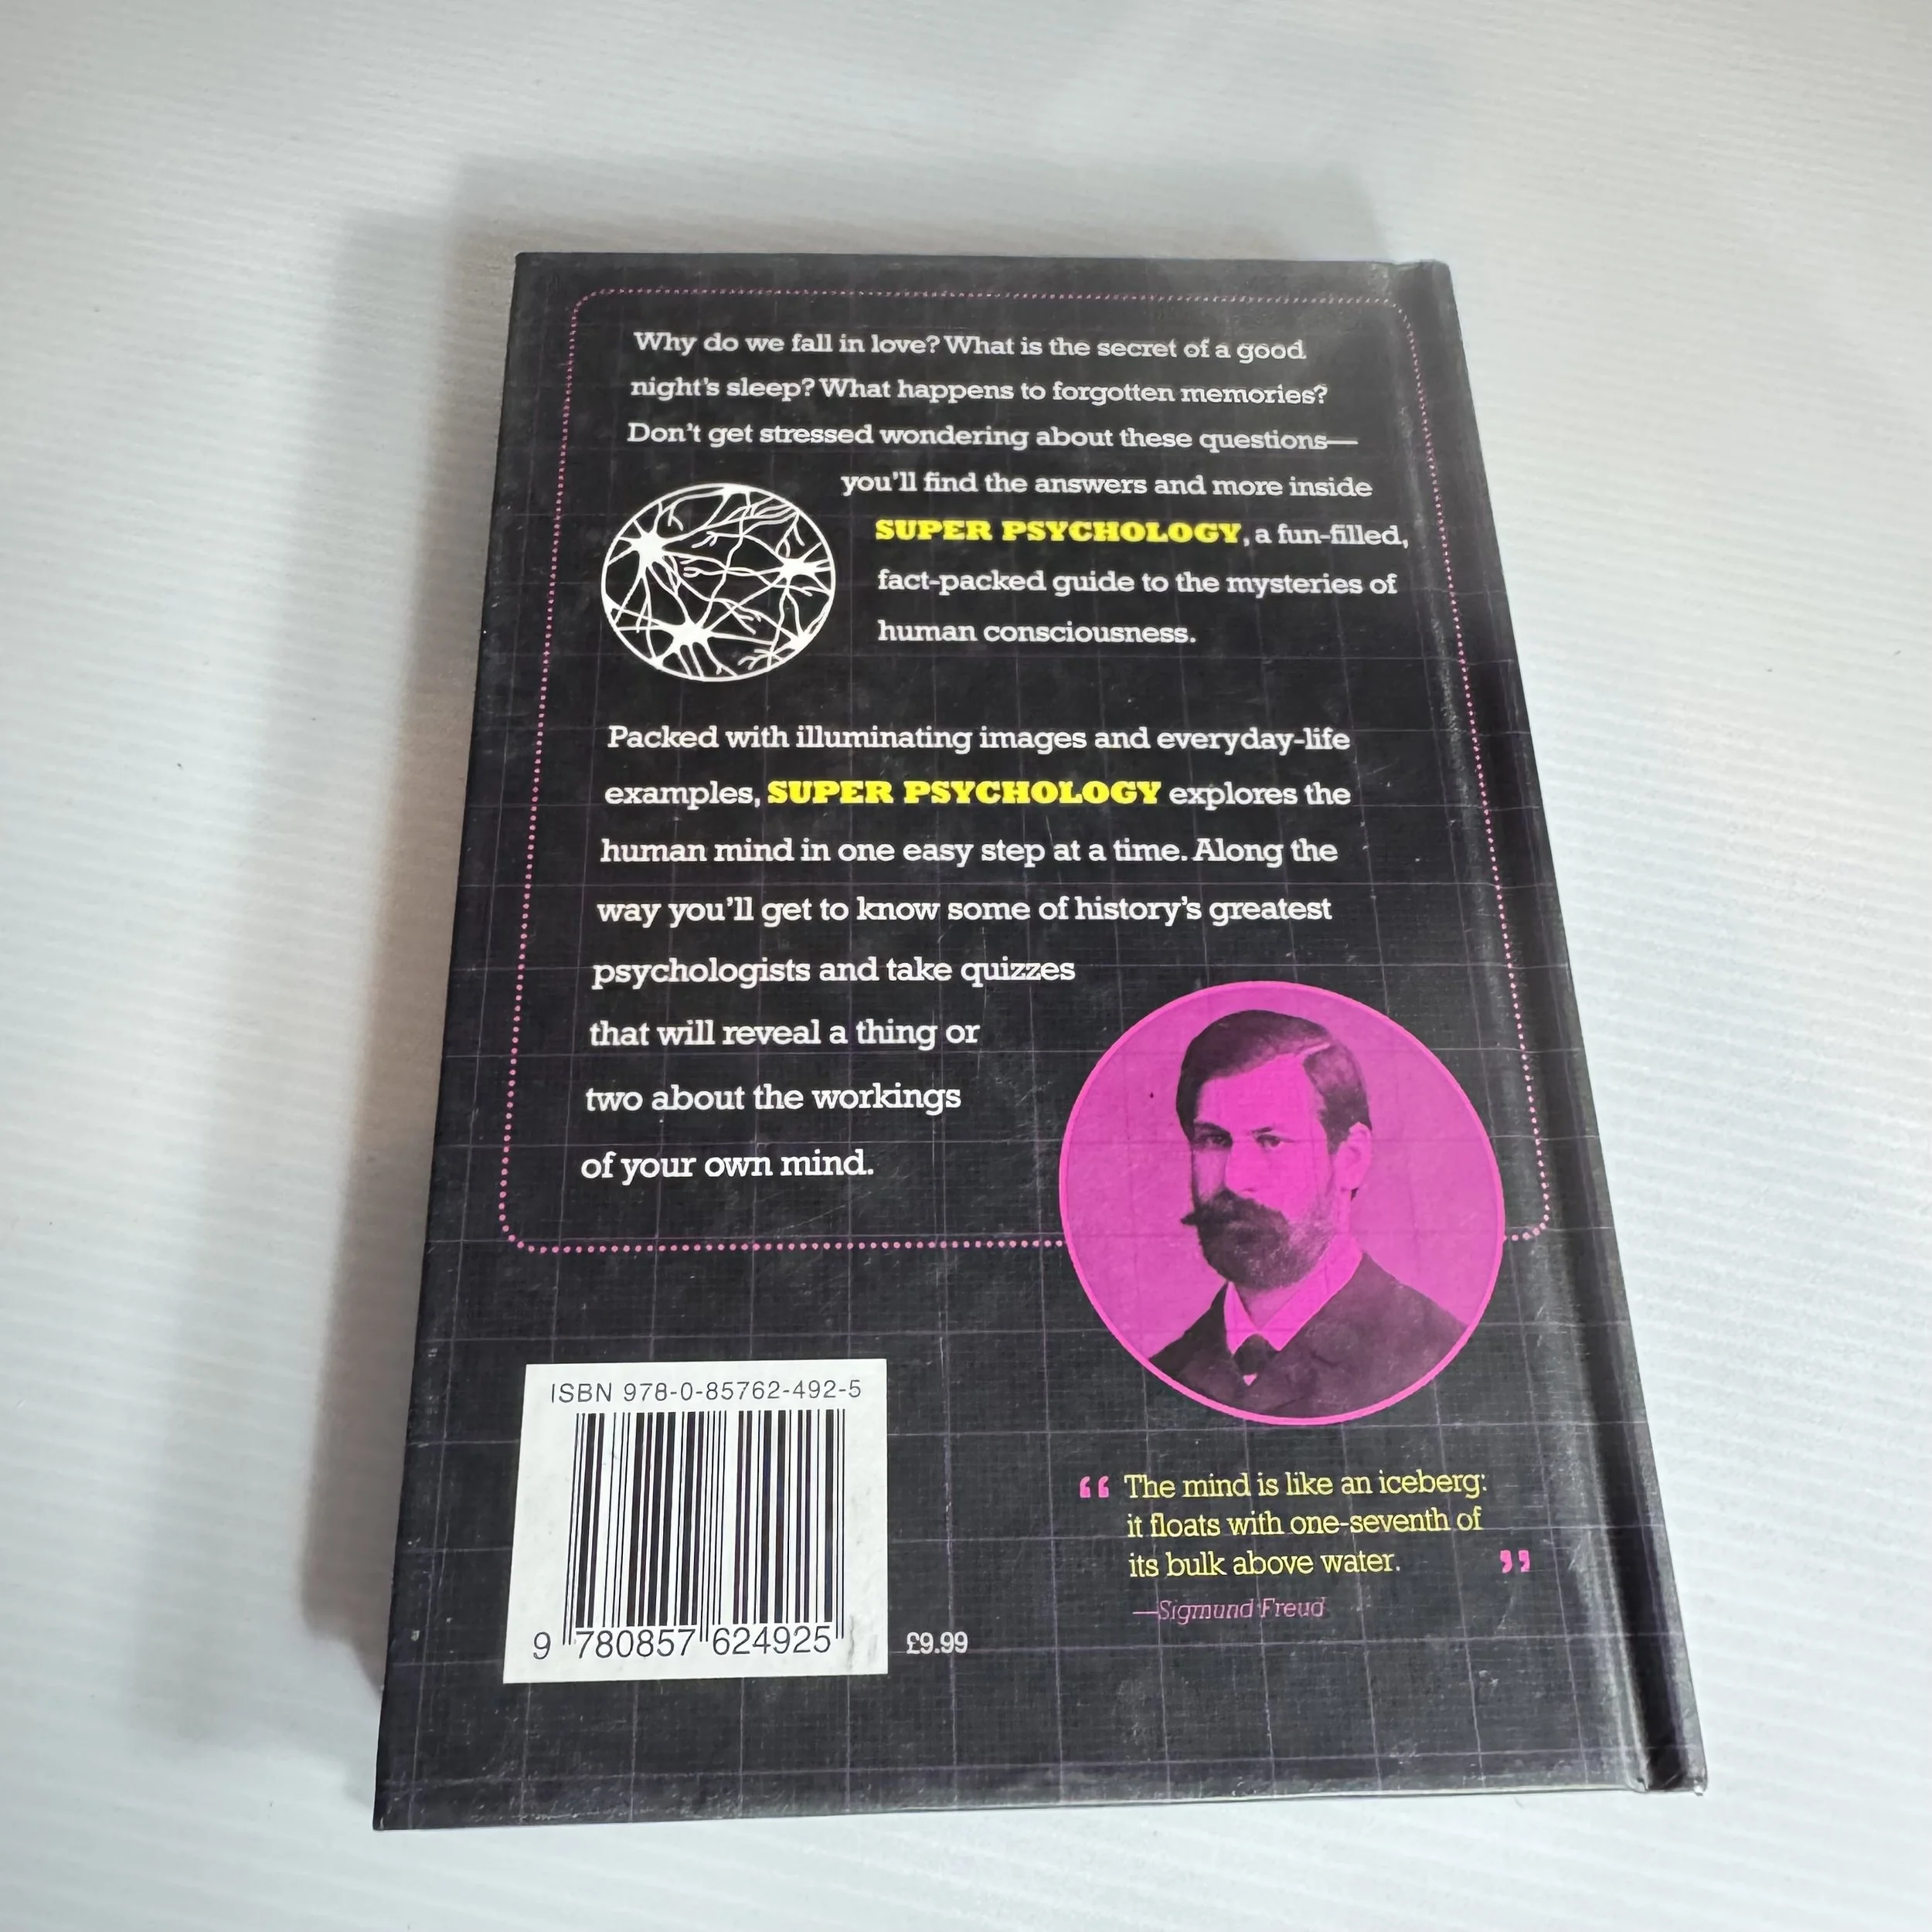 Why do we fall in love? What is the secret of a good
night's sleep? What happens to forgotten memories?
Don't get stressed wondering about these questions—
you'll find the answers and more inside
SUPER PSYCHOLOGY, a fun-filled,
fact-packed guide to the mysteries of
human consciousness.
Packed with illuminating images and everyday-life
examples, SUPER PSYCHOLOGY explores the
human mind in one easy step at a time. Along the
way you'll get to know some of history's greatest
psychologists and take quizzes
that will reveal a thing or
two about the workings
of your own mind.
ISBN 978-0-85762-492-5
9 780857 624925
£9.99
“ The mind is like an iceberg:
it floats with one-seventh of
its bulk above water. ”
—Sigmund Freud